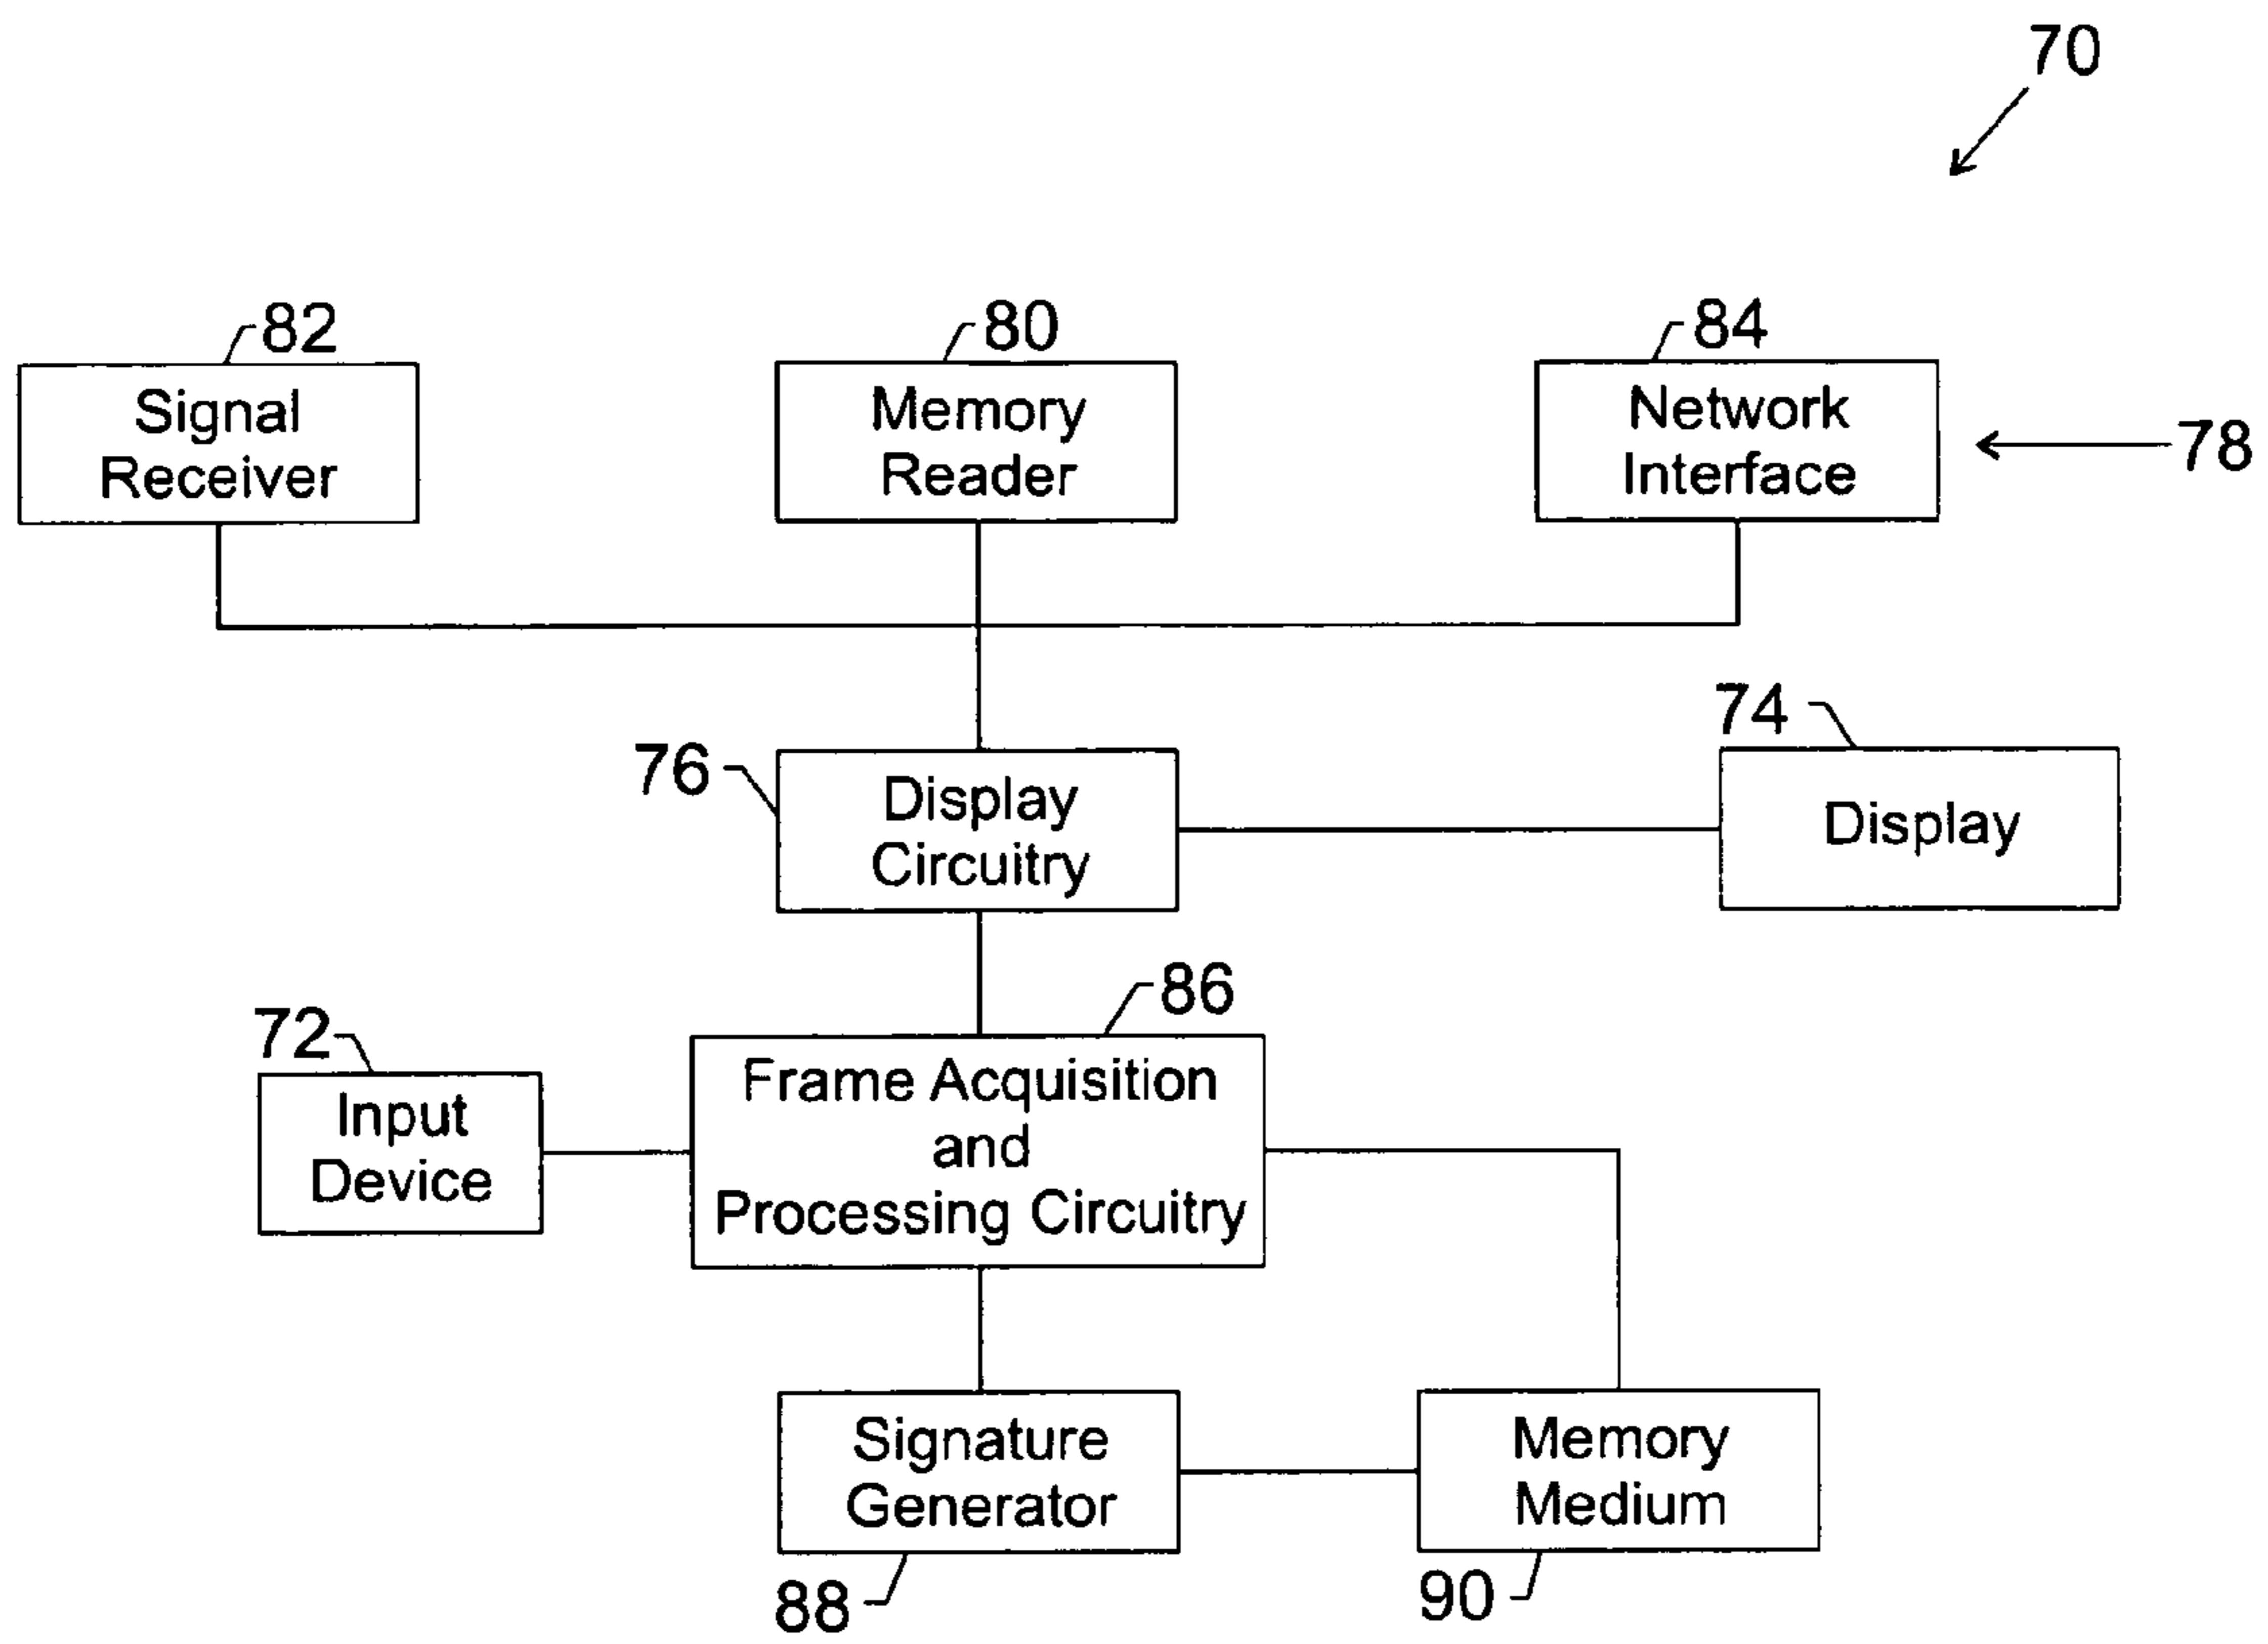 70
82
80
84
Signal
Receiver
Memory
Reader
Network
Interface
78
76
74
Display
Circuitry
Display
86
72
Input
Device
Frame Acquisition
and
Processing Circuitry
Signature
Generator
Memory
Medium
88
90